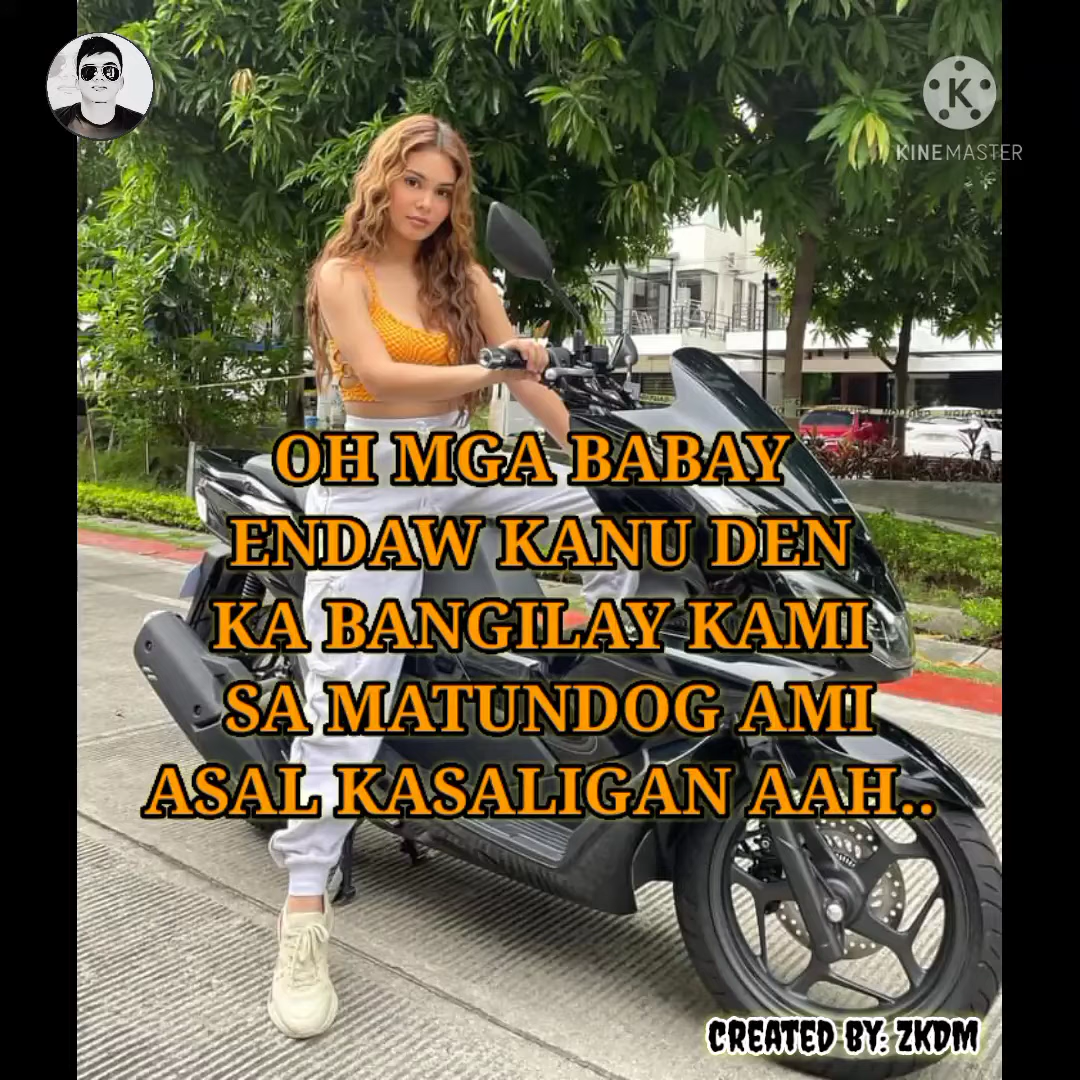 KINEMASTER
OH MGA BABAY
ENDAW KANU DEN
KA BANGILAY KAMI
SA MATUNDOG AMI
ASAL KASALIGAN AAH..
CREATED BY: ZKDM